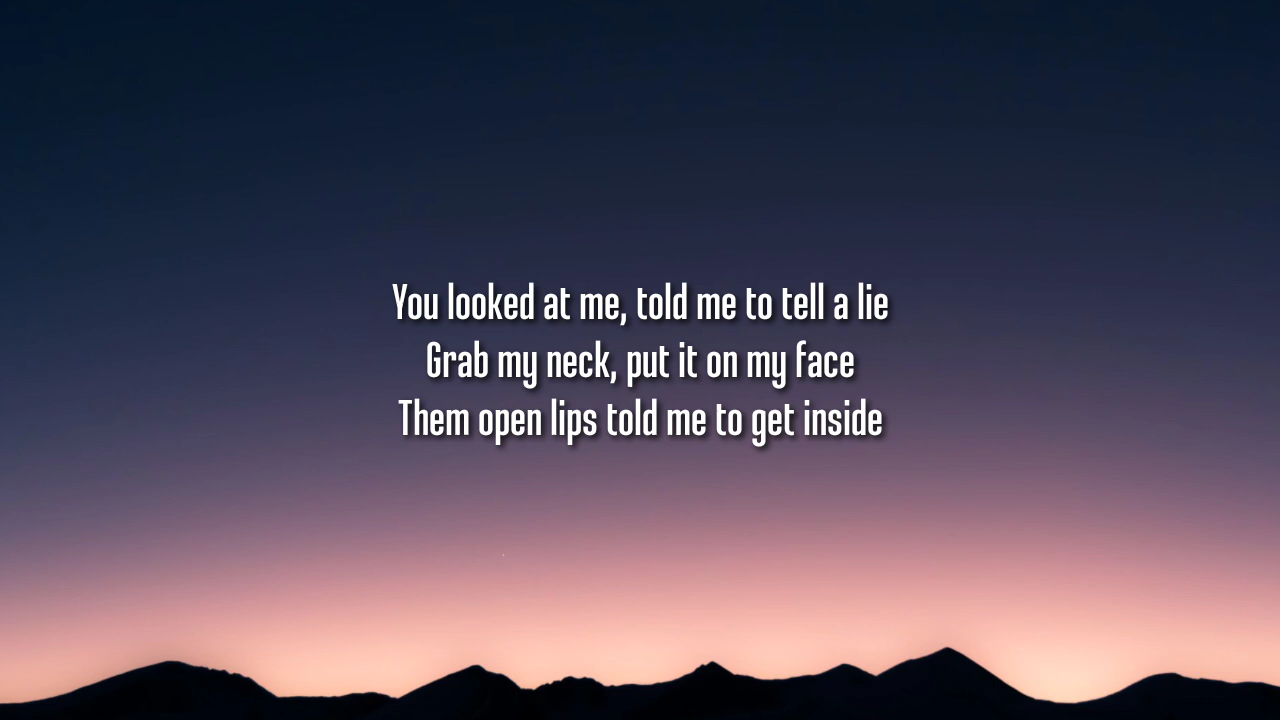 You looked at me, told me to tell a lie
Grab my neck, put it on my face
Them open lips told me to get inside